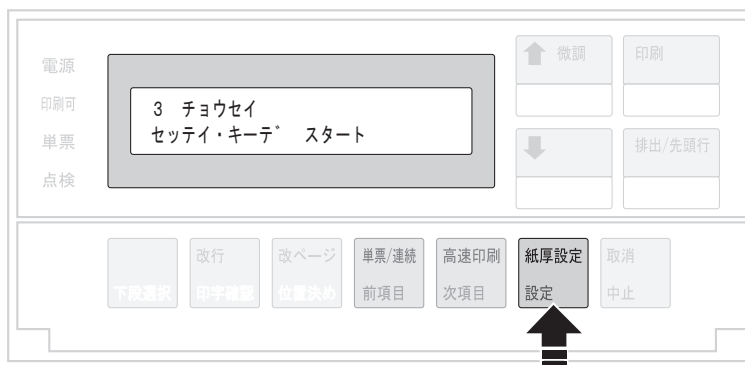 電源
印刷可
単票
点検
3 チョウセイ
セッテイ・キーデ゛ スタート
微調
印刷
排出/先頭行
下段選択
改行
印字確認
改ページ
位置決め
単票/連続
前項目
高速印刷
次項目
紙厚設定
設定
取消
中止